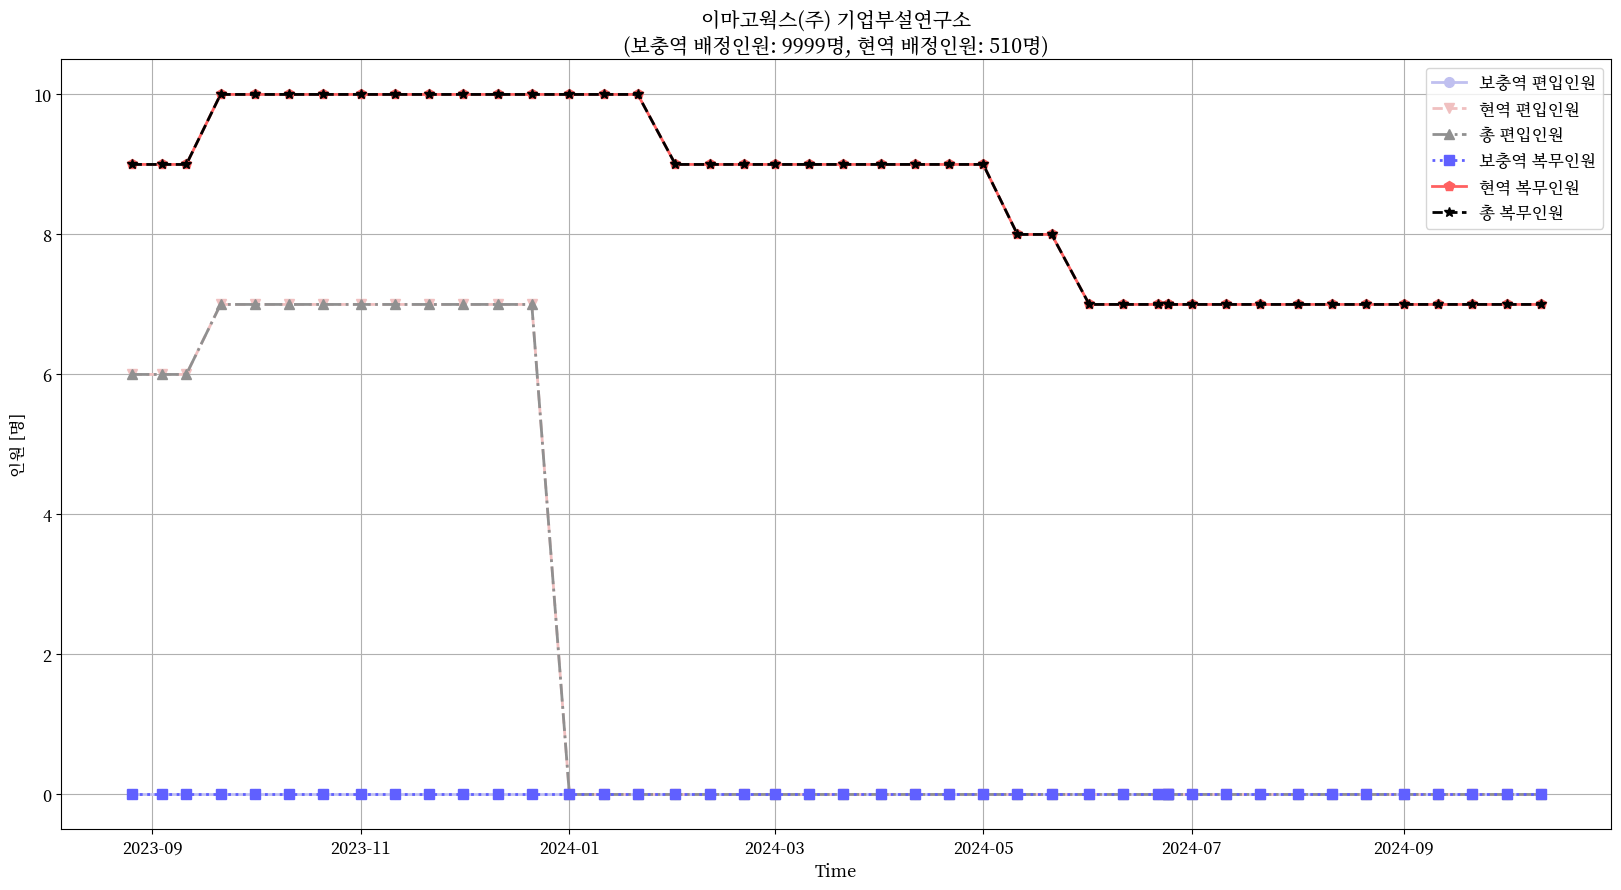 이마고웍스(주) 기업부설연구소
(보충역 배정인원: 9999명, 현역 배정인원: 510명)
보충역 편입인원
현역 편입인원
총 편입인원
보충역 복무인원
현역 복무인원
총 복무인원
인원 [명]
10
8
6
4
2
0
2023-09
2023-11
2024-01
2024-03
2024-05
2024-07
2024-09
Time